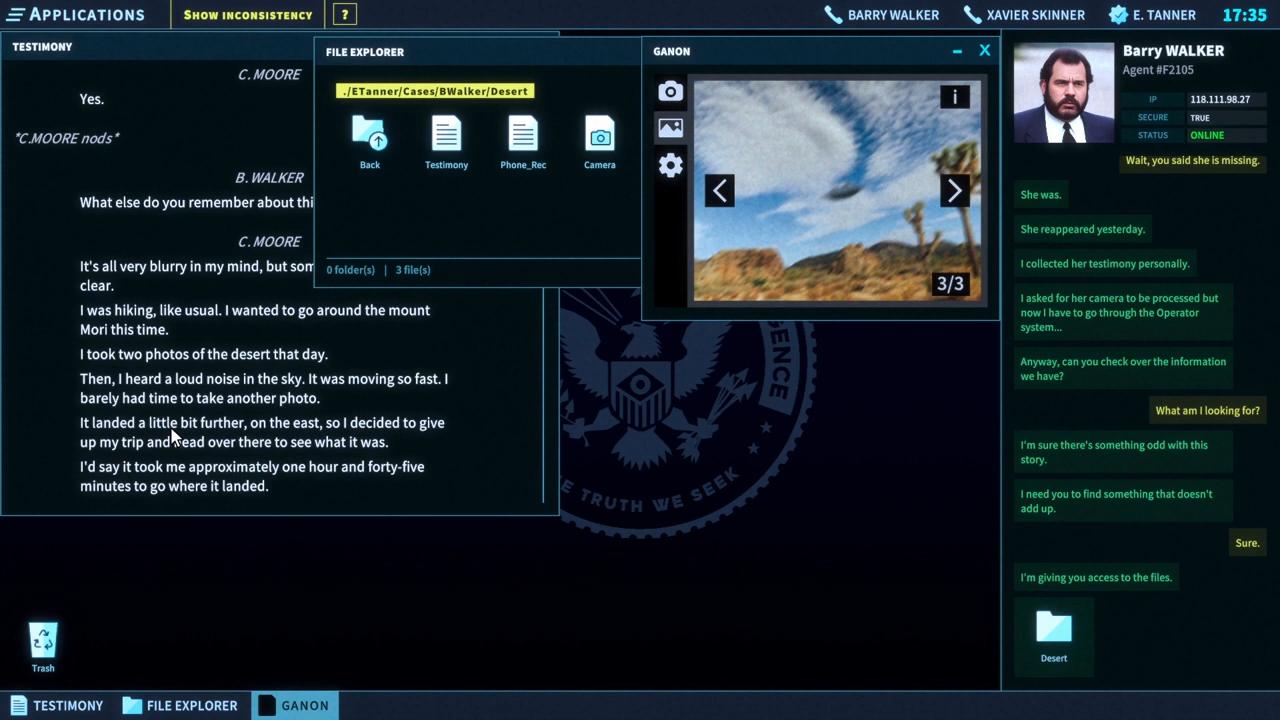 APPLICATIONS
SHOW INCONSISTENCY
?
BARRY WALKER
XAVIER SKINNER
E. TANNER
17:35
TESTIMONY
C.MOORE
Yes.
*C.MOORE nods*
B.WALKER
What else do you remember about thi
C.MOORE
It's all very blurry in my mind, but som
clear.
I was hiking, like usual. I wanted to go around the mount
Mori this time.
I took two photos of the desert that day.
Then, I heard a loud noise in the sky. It was moving so fast. I
barely had time to take another photo.
It landed a little bit further, on the east, so I decided to give
up my trip and head over there to see what it was.
I'd say it took me approximately one hour and forty-five
minutes to go where it landed.
FILE EXPLORER
./ETanner/Cases/BWalker/Desert
Back
Testimony
Phone_Rec
Camera
0 folder(s) | 3 file(s)
GANON
i
3/3
ENCE
E TRUTH WE SEEK
Barry WALKER
Agent #F2105
IP
118.111.98.27
SECURE
TRUE
STATUS
ONLINE
Wait, you said she is missing.
She was.
She reappeared yesterday.
I collected her testimony personally.
I asked for her camera to be processed but
now I have to go through the Operator
system...
Anyway, can you check over the information
we have?
What am I looking for?
I'm sure there's something odd with this
story.
I need you to find something that doesn't
add up.
Sure.
I'm giving you access to the files.
Desert
Trash
TESTIMONY
FILE EXPLORER
GANON